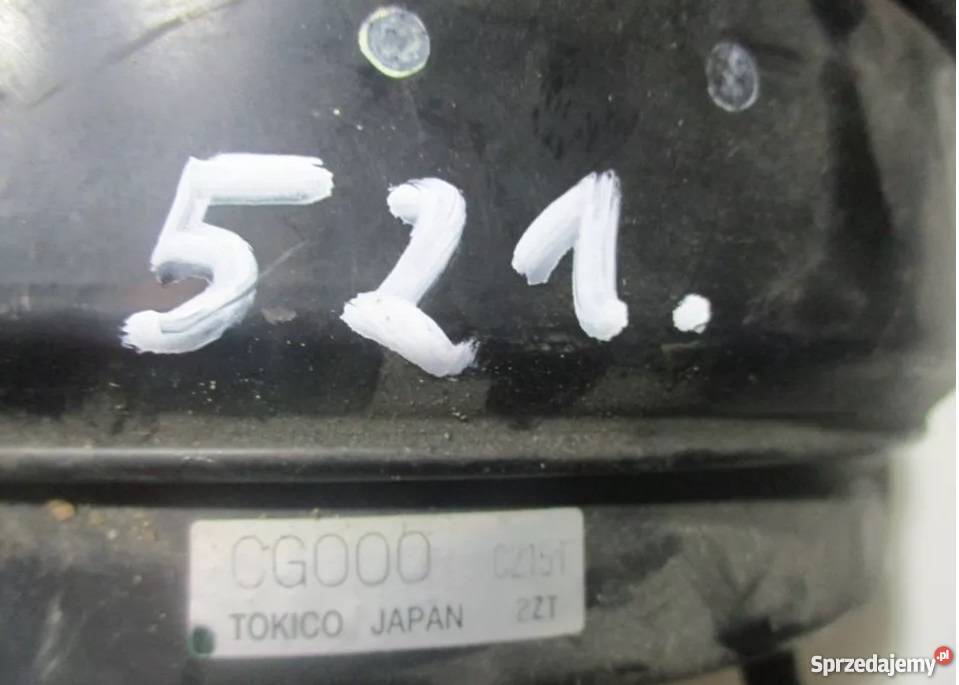 521.
CG000 C215T
TOKICO JAPAN 2ZT
Sprzedajemy.pl